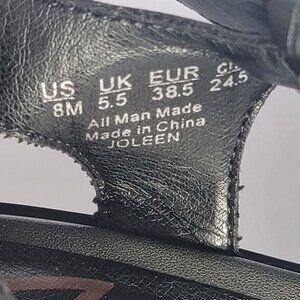 US UK EUR
8M 5.5 38.5 24.5
All Man Made
Made in China
JOLEEN